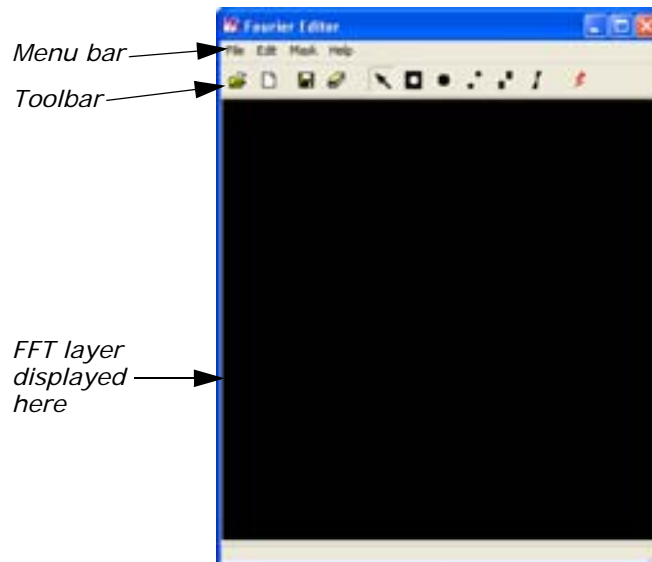 Fourier Editor
Menu bar
File Edit Mask Help
Toolbar
FFT layer
displayed
here